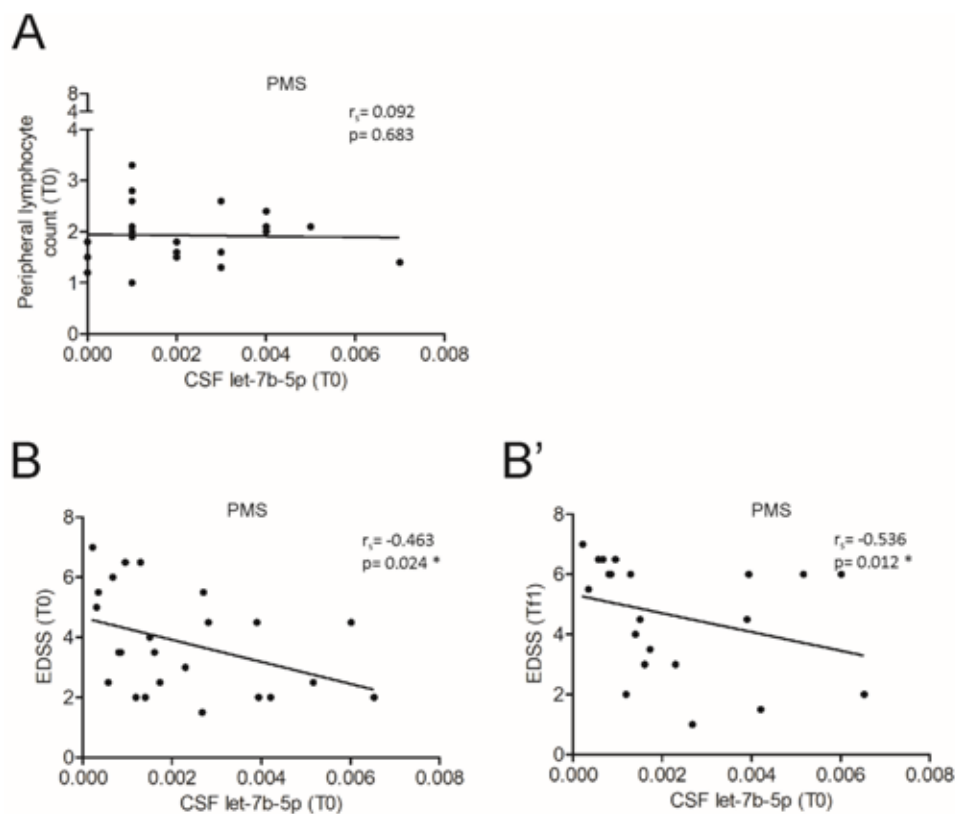 A
PMS
r_s= 0.092
p= 0.683
8
4
4
3
2
1
0
Peripheral lymphocyte
count (T0)
0.000 0.002 0.004 0.006 0.008
CSF let-7b-5p (T0)
B
PMS
r_s= -0.463
p= 0.024 *
8
6
4
2
0
EDSS (T0)
0.000 0.002 0.004 0.006 0.008
CSF let-7b-5p (T0)
B'
PMS
r_s= -0.536
p= 0.012 *
8
6
4
2
0
EDSS (Tf1)
0.000 0.002 0.004 0.006 0.008
CSF let-7b-5p (T0)